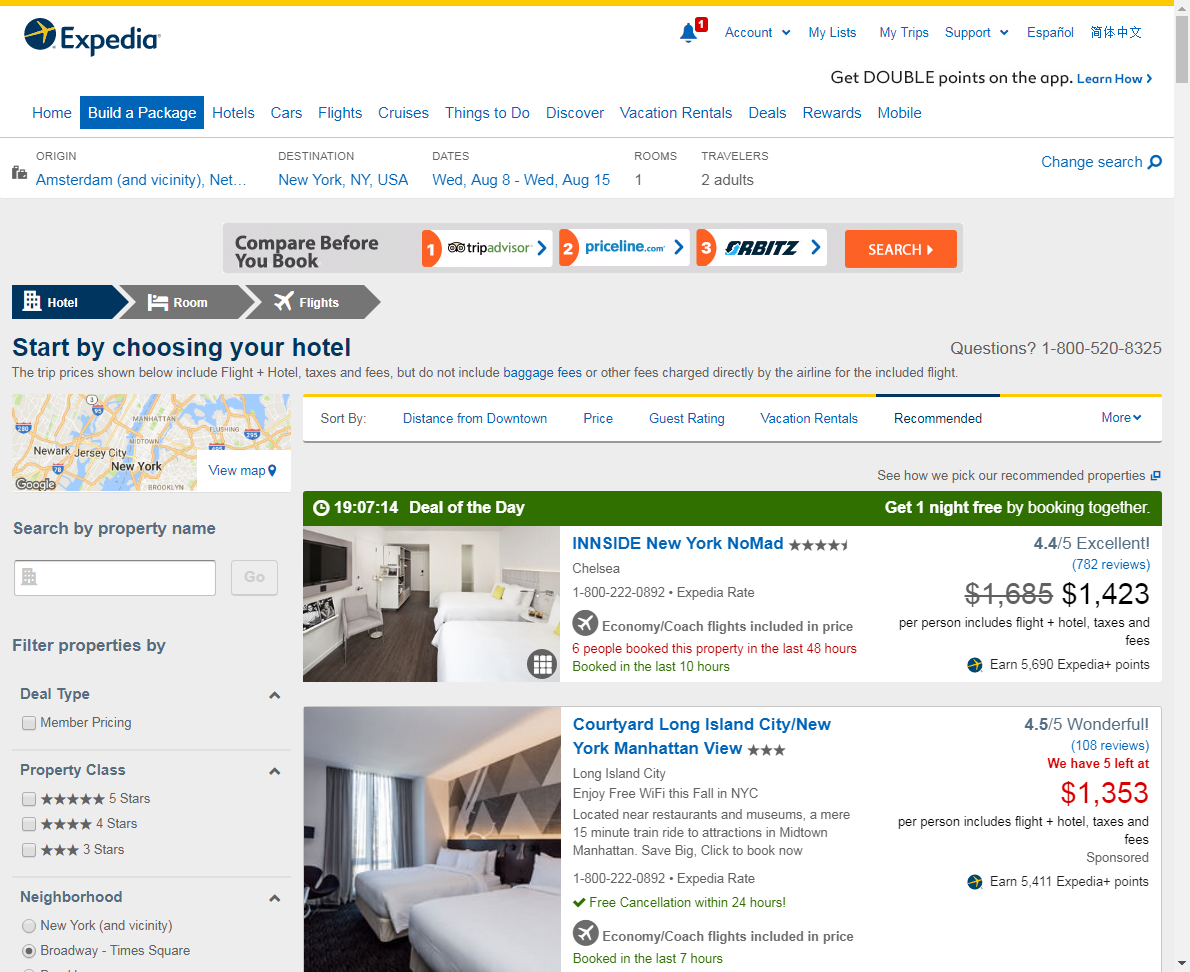 Expedia
1
Account
My Lists
My Trips
Support
Español
简体中文
Get DOUBLE points on the app. Learn How
Home
Build a Package
Hotels
Cars
Flights
Cruises
Things to Do
Discover
Vacation Rentals
Deals
Rewards
Mobile
ORIGIN
Amsterdam (and vicinity), Net...
DESTINATION
New York, NY, USA
DATES
Wed, Aug 8 - Wed, Aug 15
ROOMS
1
TRAVELERS
2 adults
Change search
Compare Before
You Book
1 tripadvisor
2 priceline.com
3 ORBITZ
SEARCH
Hotel
Room
Flights
Start by choosing your hotel
Questions? 1-800-520-8325
The trip prices shown below include Flight + Hotel, taxes and fees, but do not include baggage fees or other fees charged directly by the airline for the included flight.
3
95
MANHATTAN
280
FLUSHING
MIDTOWN
295
495
Newark
Jersey City
78
New York
BROOKLYN
Google
View map
Sort By:
Distance from Downtown
Price
Guest Rating
Vacation Rentals
Recommended
More
See how we pick our recommended properties
Search by property name
Go
Filter properties by
Deal Type
Member Pricing
Property Class
5 Stars
4 Stars
3 Stars
Neighborhood
New York (and vicinity)
Broadway - Times Square
19:07:14 Deal of the Day
Get 1 night free by booking together.
INNSIDE New York NoMad
Chelsea
1-800-222-0892 • Expedia Rate
Economy/Coach flights included in price
6 people booked this property in the last 48 hours
Booked in the last 10 hours
4.4/5 Excellent!
(782 reviews)
$1,685 $1,423
per person includes flight + hotel, taxes and
fees
Earn 5,690 Expedia+ points
Courtyard Long Island City/New
York Manhattan View
Long Island City
Enjoy Free WiFi this Fall in NYC
Located near restaurants and museums, a mere
15 minute train ride to attractions in Midtown
Manhattan. Save Big, Click to book now
1-800-222-0892 • Expedia Rate
Free Cancellation within 24 hours!
Economy/Coach flights included in price
Booked in the last 7 hours
4.5/5 Wonderful!
(108 reviews)
We have 5 left at
$1,353
per person includes flight + hotel, taxes and
fees
Sponsored
Earn 5,411 Expedia+ points